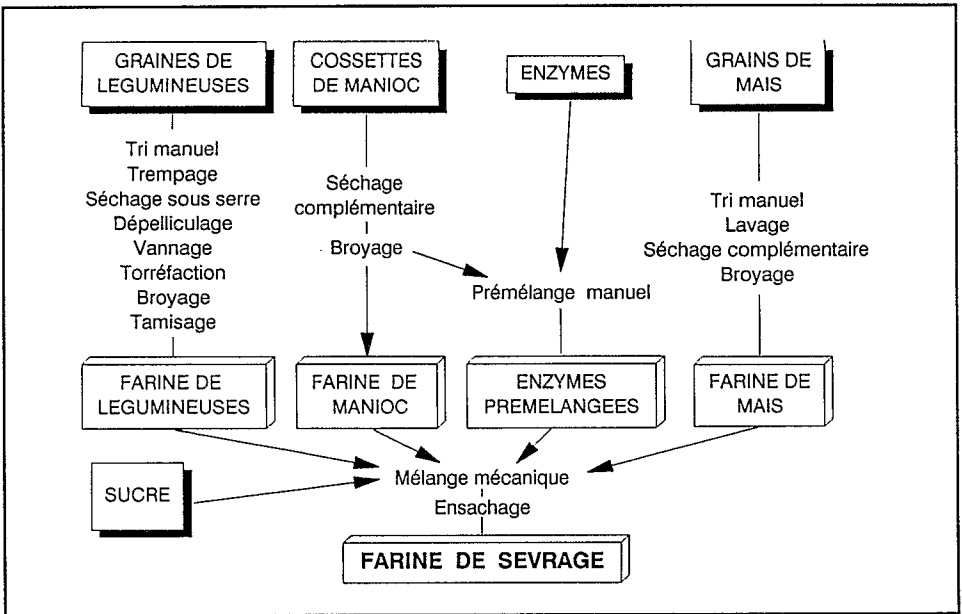 GRAINES DE
LEGUMINEUSES
COSSETTES
DE MANIOC
ENZYMES
GRAINS DE
MAIS
Tri manuel
Trempage
Séchage sous serre
Dépelliculage
Vannage
Torréfaction
Broyage
Tamisage
Séchage
complémentaire
Broyage
Prémélange manuel
Tri manuel
Lavage
Séchage complémentaire
Broyage
FARINE DE
LEGUMINEUSES
FARINE DE
MANIOC
ENZYMES
PREMELANGEES
FARINE DE
MAIS
SUCRE
Mélange mécanique
Ensachage
FARINE DE SEVRAGE